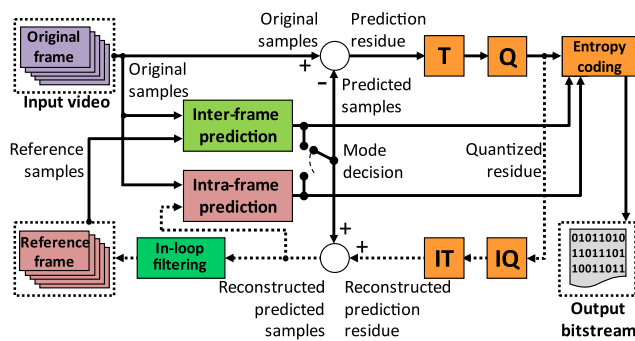 Original
frame
Input video
Original
samples
Original
samples
+
−
Prediction
residue
T
Q
Entropy
coding
Predicted
samples
Inter-frame
prediction
Reference
samples
Mode
decision
Quantized
residue
Intra-frame
prediction
Reference
frame
In-loop
filtering
+
+
IT
IQ
01011010
11011101
10011011
Reconstructed
predicted
samples
Reconstructed
prediction
residue
Output
bitstream